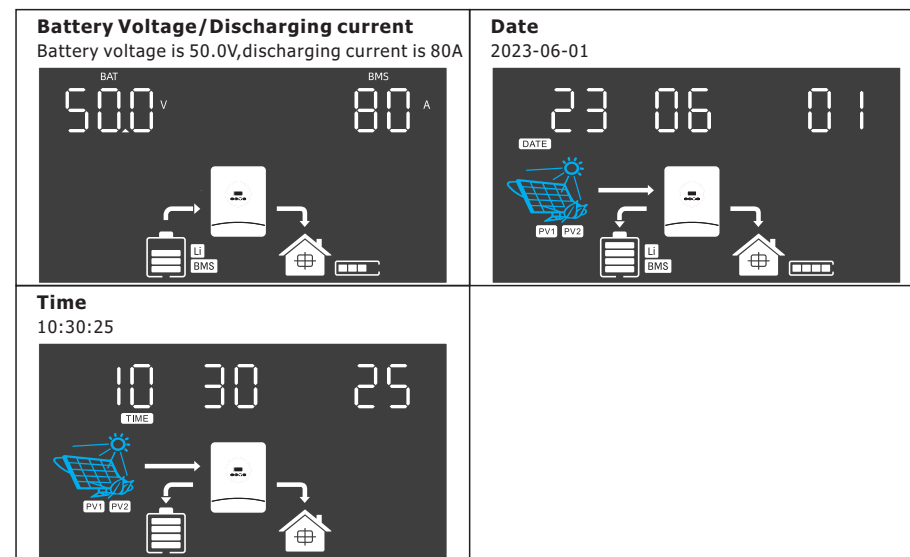 Battery Voltage/Discharging current
Battery voltage is 50.0V,discharging current is 80A
BAT
BMS
50.0 V
80 A
Li
BMS
Date
2023-06-01
23 06 01
DATE
PV1 PV2
Li
BMS
Time
10:30:25
10 30 25
TIME
PV1 PV2